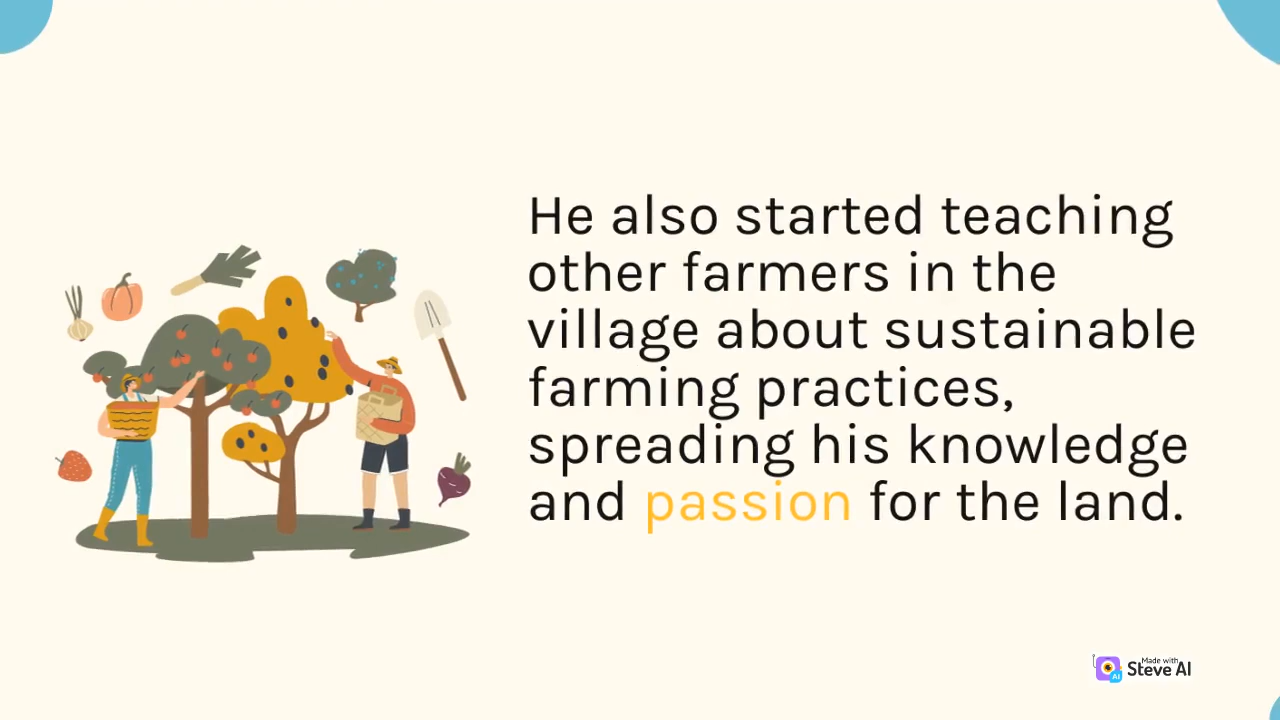 He also started teaching
other farmers in the
village about sustainable
farming practices,
spreading his knowledge
and passion for the land.
Made with
Steve AI
AI